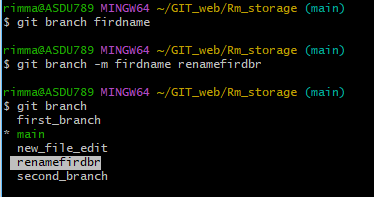 rimma@ASDU789 MINGW64 ~/GIT_web/Rm_storage (main)
$ git branch firdname
rimma@ASDU789 MINGW64 ~/GIT_web/Rm_storage (main)
$ git branch -m firdname renamefirdbr
rimma@ASDU789 MINGW64 ~/GIT_web/Rm_storage (main)
$ git branch
first_branch
* main
new_file_edit
renamefirdbr
second_branch